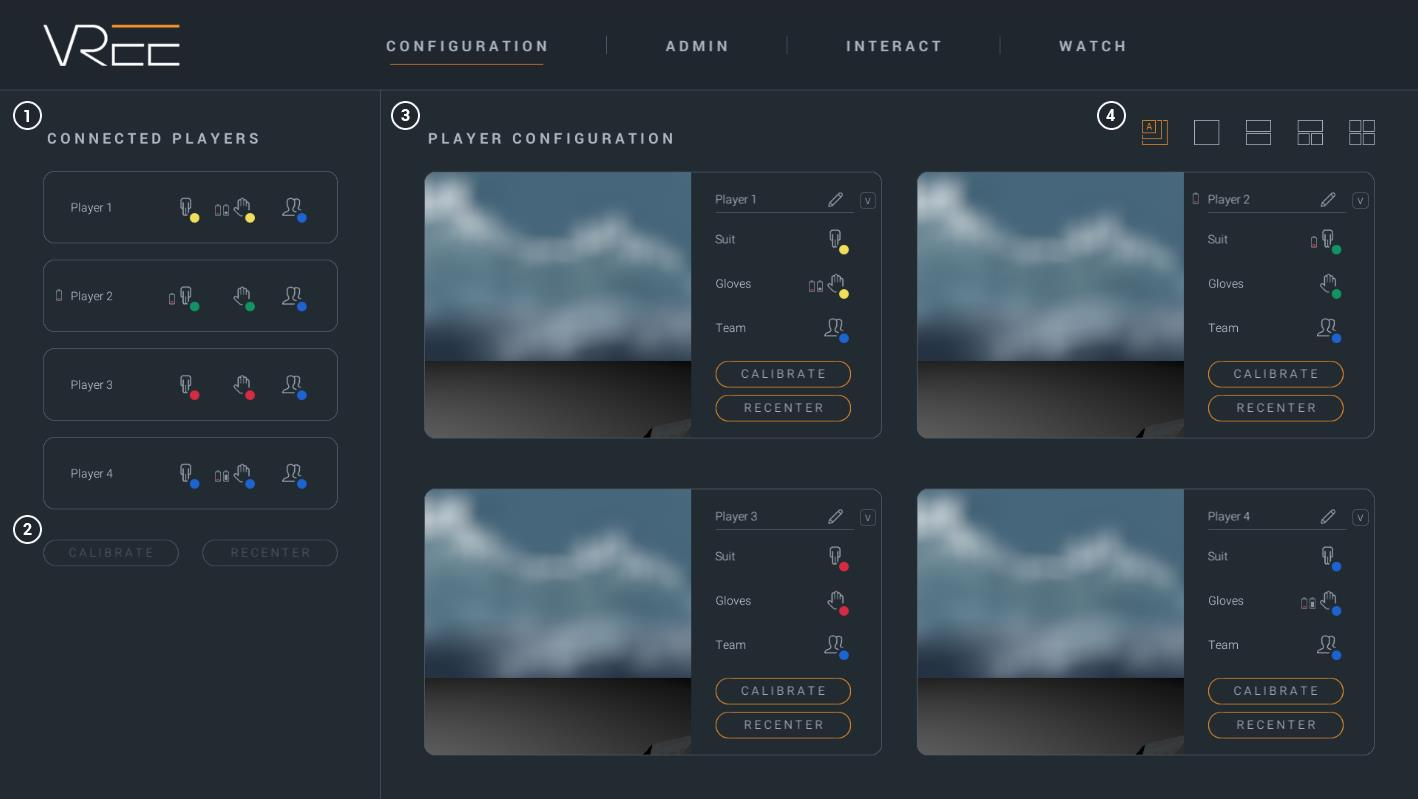 VREE
CONFIGURATION
ADMIN
INTERACT
WATCH
1
CONNECTED PLAYERS
Player 1
Player 2
Player 3
Player 4
2
CALIBRATE
RECENTER
3
PLAYER CONFIGURATION
4
A
Player 1
V
Suit
Gloves
Team
CALIBRATE
RECENTER
Player 2
V
Suit
Gloves
Team
CALIBRATE
RECENTER
Player 3
V
Suit
Gloves
Team
CALIBRATE
RECENTER
Player 4
V
Suit
Gloves
Team
CALIBRATE
RECENTER